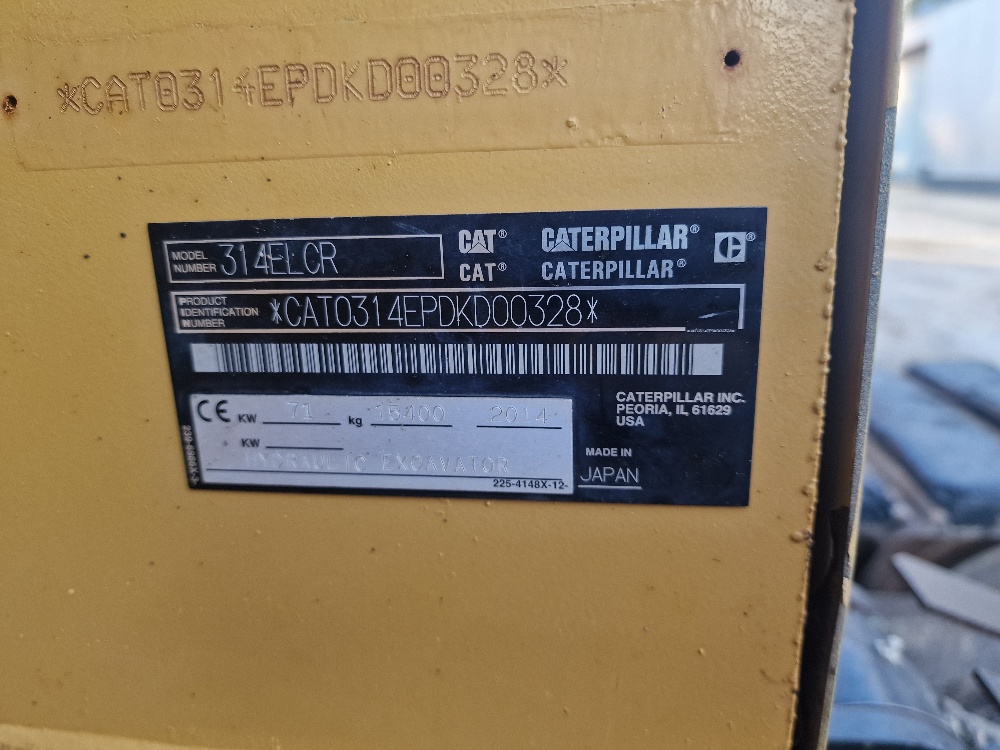 *CAT0314EPDKD00328*
MODEL NUMBER 314ELCR
CAT® CATERPILLAR® ®
CAT® CATERPILLAR®
PRODUCT IDENTIFICATION NUMBER *CAT0314EPDKD00328*
CE KW 71 kg 15400 2014
KW
HYDRAULIC EXCAVATOR
225-4148X-12-
CATERPILLAR INC.
PEORIA, IL 61629
USA
MADE IN
JAPAN